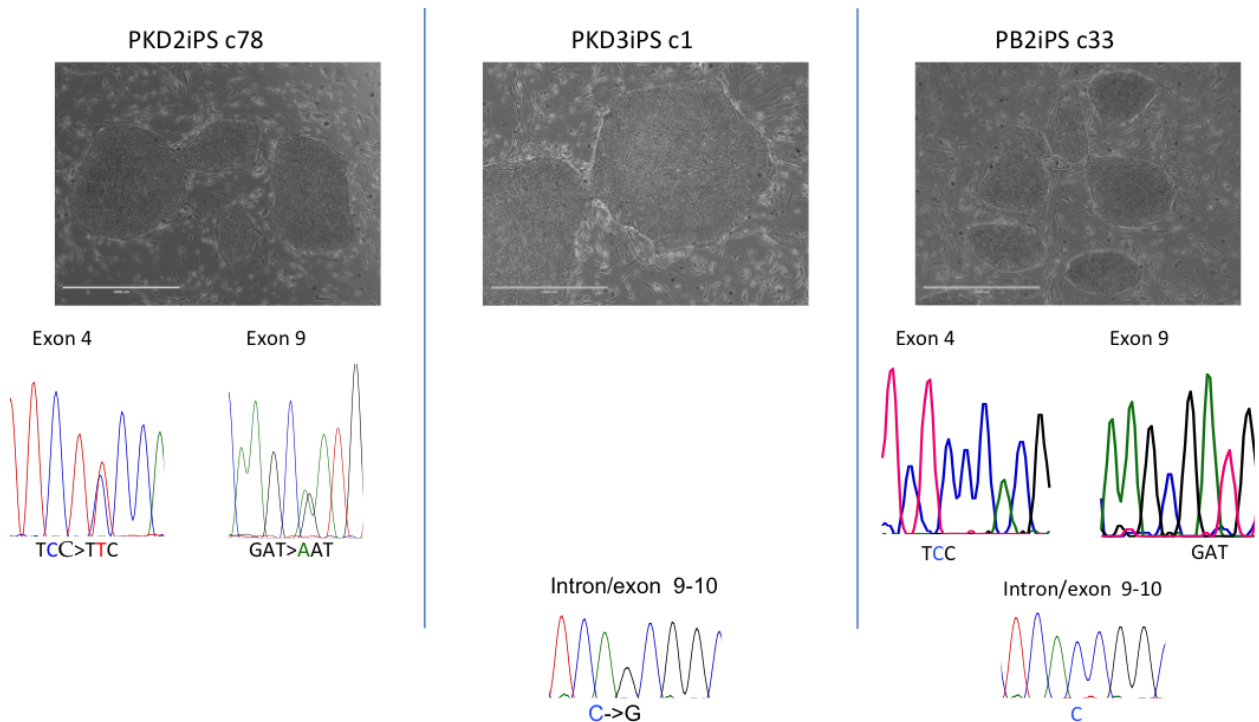 PKD2iPS c78
PKD3iPS c1
PB2iPS c33
Exon 4
Exon 9
Exon 4
Exon 9
TCC>TTC
GAT>AAT
TCC
GAT
Intron/exon 9-10
Intron/exon 9-10
C->G
C